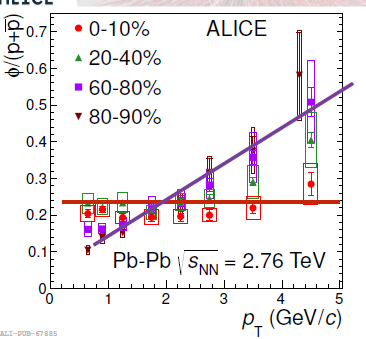 ALICE
0.7
0.6
0.5
0.4
0.3
0.2
0.1
0
ϕ/(p+p̅)
ALICE
0-10%
20-40%
60-80%
80-90%
Pb-Pb √sNN = 2.76 TeV
0 1 2 3 4 5
pT (GeV/c)
ALI-PUB-67885